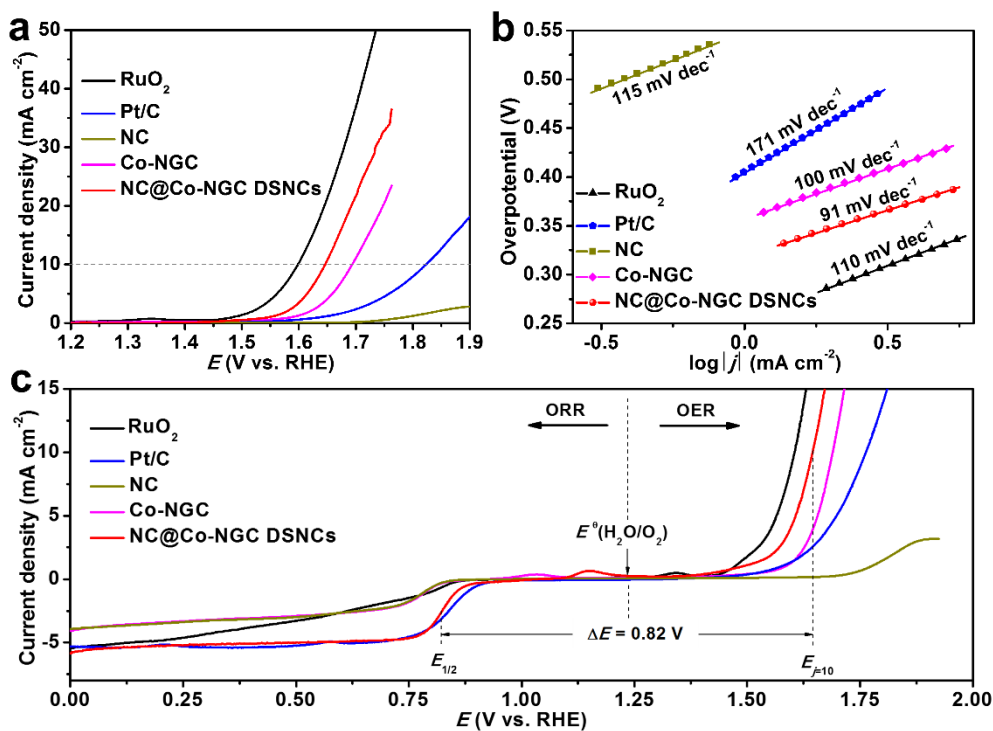 a
Current density (mA cm⁻²)
50
40
30
20
10
0
RuO₂
Pt/C
NC
Co-NGC
NC@Co-NGC DSNCs
1.2 1.3 1.4 1.5 1.6 1.7 1.8 1.9
E (V vs. RHE)
b
Overpotential (V)
0.55
0.50
0.45
0.40
0.35
0.30
0.25
115 mV dec⁻¹
171 mV dec⁻¹
100 mV dec⁻¹
91 mV dec⁻¹
110 mV dec⁻¹
RuO₂
Pt/C
NC
Co-NGC
NC@Co-NGC DSNCs
-0.5 0.0 0.5
log|j| (mA cm⁻²)
c
Current density (mA cm⁻²)
15
10
5
0
-5
RuO₂
Pt/C
NC
Co-NGC
NC@Co-NGC DSNCs
ORR
OER
E^θ(H₂O/O₂)
ΔE = 0.82 V
E₁/₂
E_j=10
0.00 0.25 0.50 0.75 1.00 1.25 1.50 1.75 2.00
E (V vs. RHE)